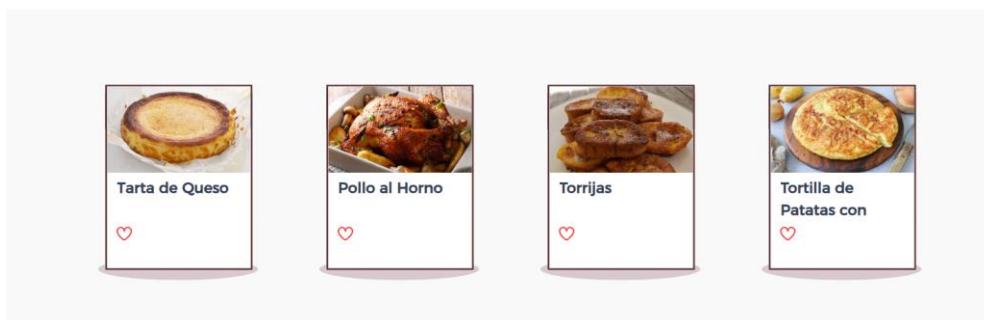 Tarta de Queso
Pollo al Horno
Torrijas
Tortilla de
Patatas con